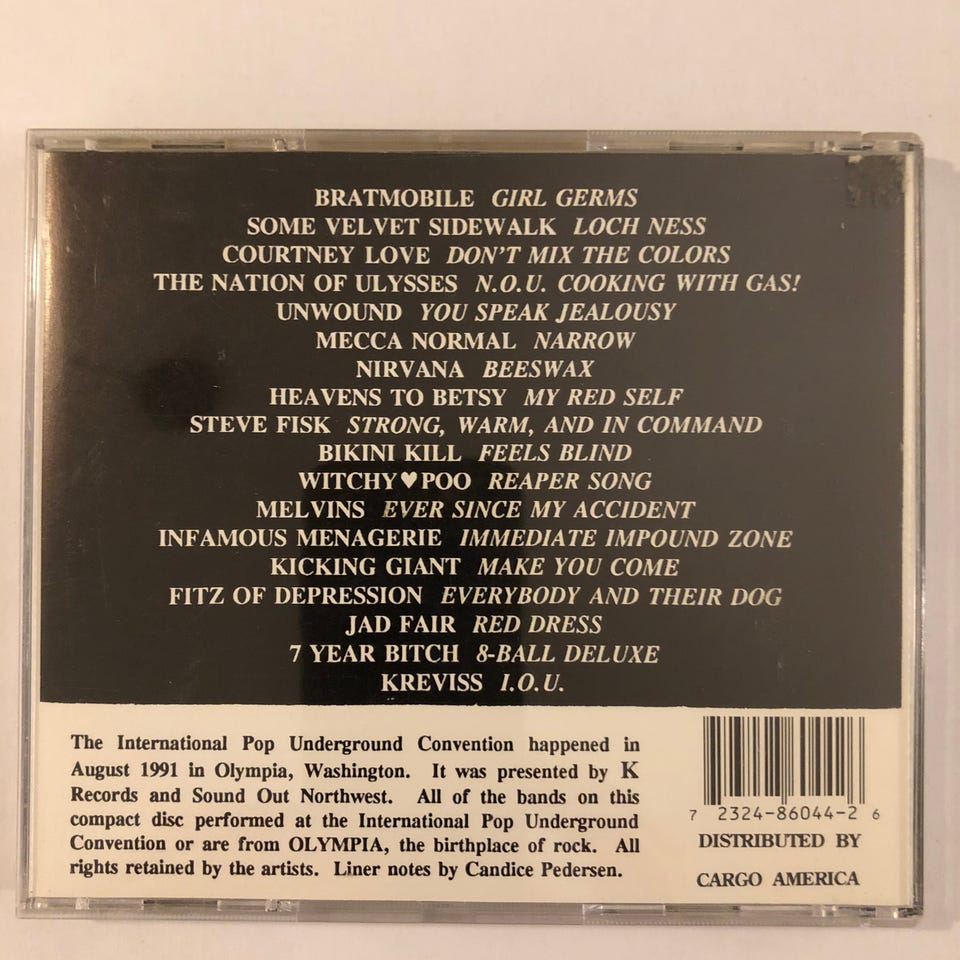 BRATMOBILE GIRL GERMS
SOME VELVET SIDEWALK LOCH NESS
COURTNEY LOVE DON'T MIX THE COLORS
THE NATION OF ULYSSES N.O.U. COOKING WITH GAS!
UNWOUND YOU SPEAK JEALOUSY
MECCA NORMAL NARROW
NIRVANA BEESWAX
HEAVENS TO BETSY MY RED SELF
STEVE FISK STRONG, WARM, AND IN COMMAND
BIKINI KILL FEELS BLIND
WITCHY♥POO REAPER SONG
MELVINS EVER SINCE MY ACCIDENT
INFAMOUS MENAGERIE IMMEDIATE IMPOUND ZONE
KICKING GIANT MAKE YOU COME
FITZ OF DEPRESSION EVERYBODY AND THEIR DOG
JAD FAIR RED DRESS
7 YEAR BITCH 8-BALL DELUXE
KREVISS I.O.U.
The International Pop Underground Convention happened in
August 1991 in Olympia, Washington. It was presented by K
Records and Sound Out Northwest. All of the bands on this
compact disc performed at the International Pop Underground
Convention or are from OLYMPIA, the birthplace of rock. All
rights retained by the artists. Liner notes by Candice Pedersen.
7 2324-86044-2 6
DISTRIBUTED BY
CARGO AMERICA